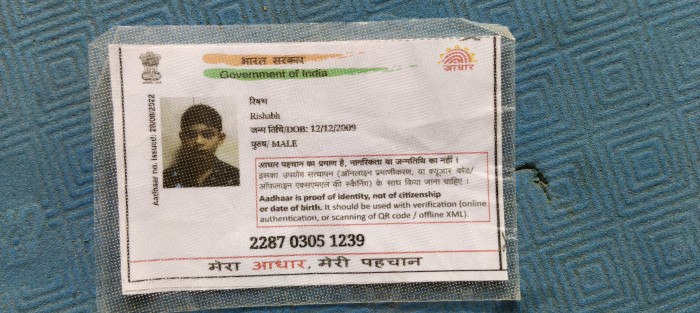 भारत सरकार
Government of India
आधार
Aadhaar no. issued: 28/08/2022
रिषभ
Rishabh
जन्म तिथि/DOB: 12/12/2009
पुरुष/ MALE
आधार पहचान का प्रमाण है, नागरिकता या जन्मतिथि का नहीं ।
इसका उपयोग सत्यापन (ऑनलाइन प्रमाणीकरण, या क्यूआर कोड/
ऑफलाइन एक्सएमएल की स्कैनिंग) के साथ किया जाना चाहिए ।
Aadhaar is proof of identity, not of citizenship
or date of birth. It should be used with verification (online
authentication, or scanning of QR code / offline XML).
2287 0305 1239
मेरा आधार, मेरी पहचान